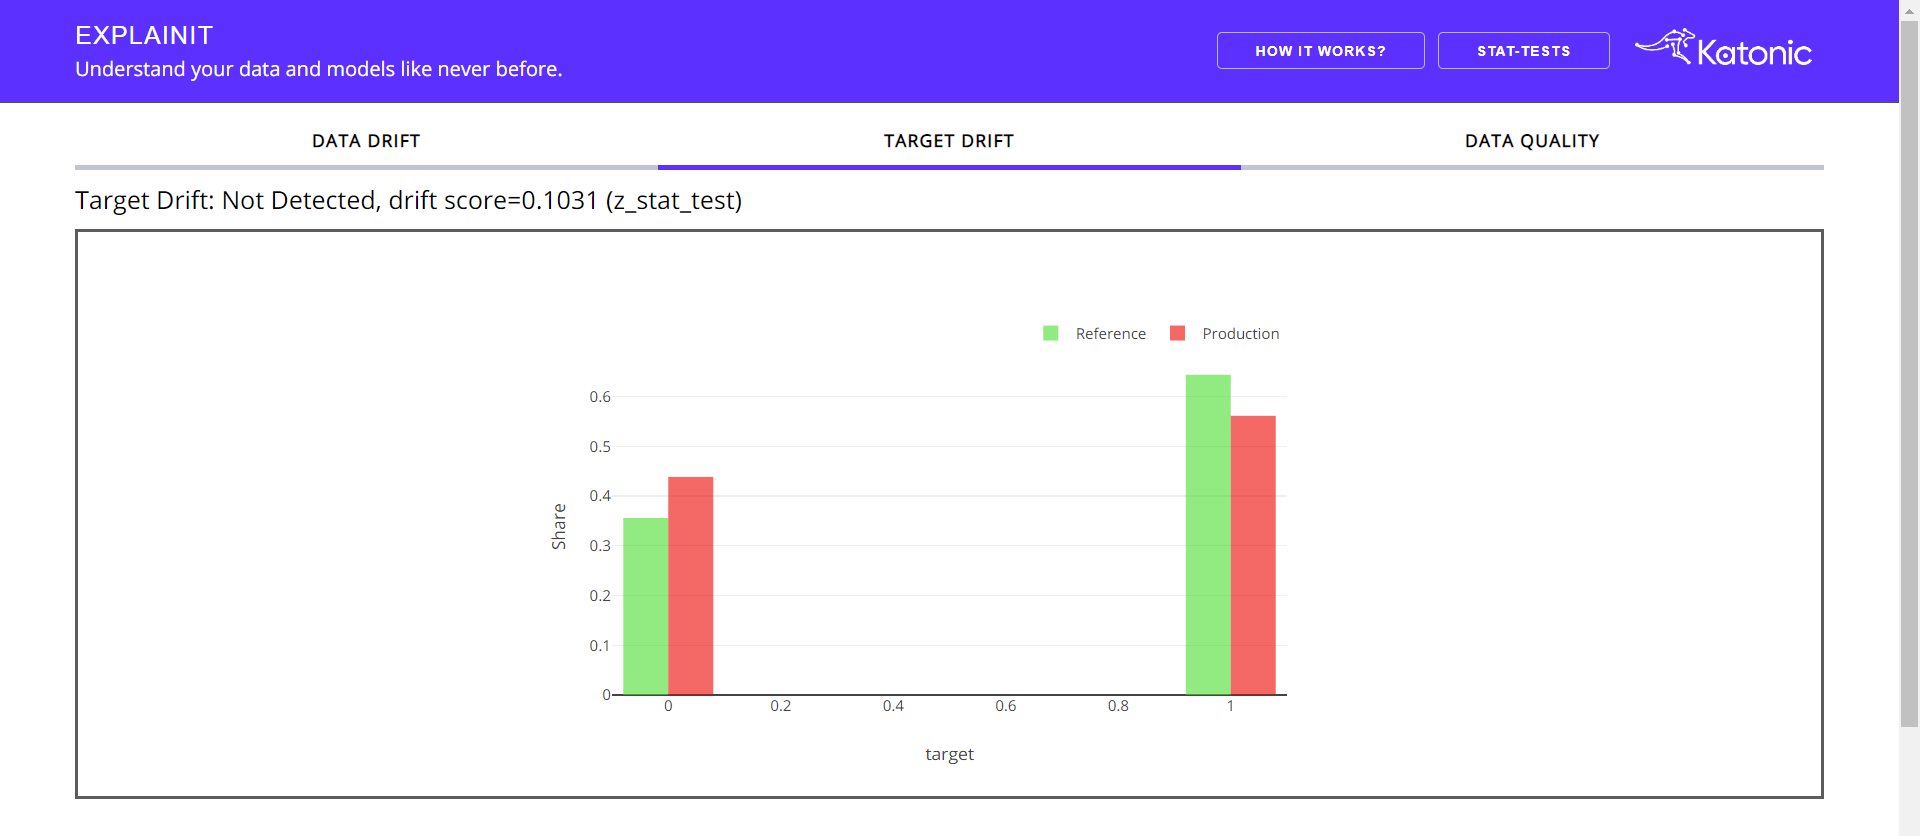 EXPLAINIT
Understand your data and models like never before.
HOW IT WORKS?
STAT-TESTS
Katonic
DATA DRIFT
TARGET DRIFT
DATA QUALITY
Target Drift: Not Detected, drift score=0.1031 (z_stat_test)
Reference
Production
0.6
0.5
0.4
0.3
0.2
0.1
0
Share
0
0.2
0.4
0.6
0.8
1
target